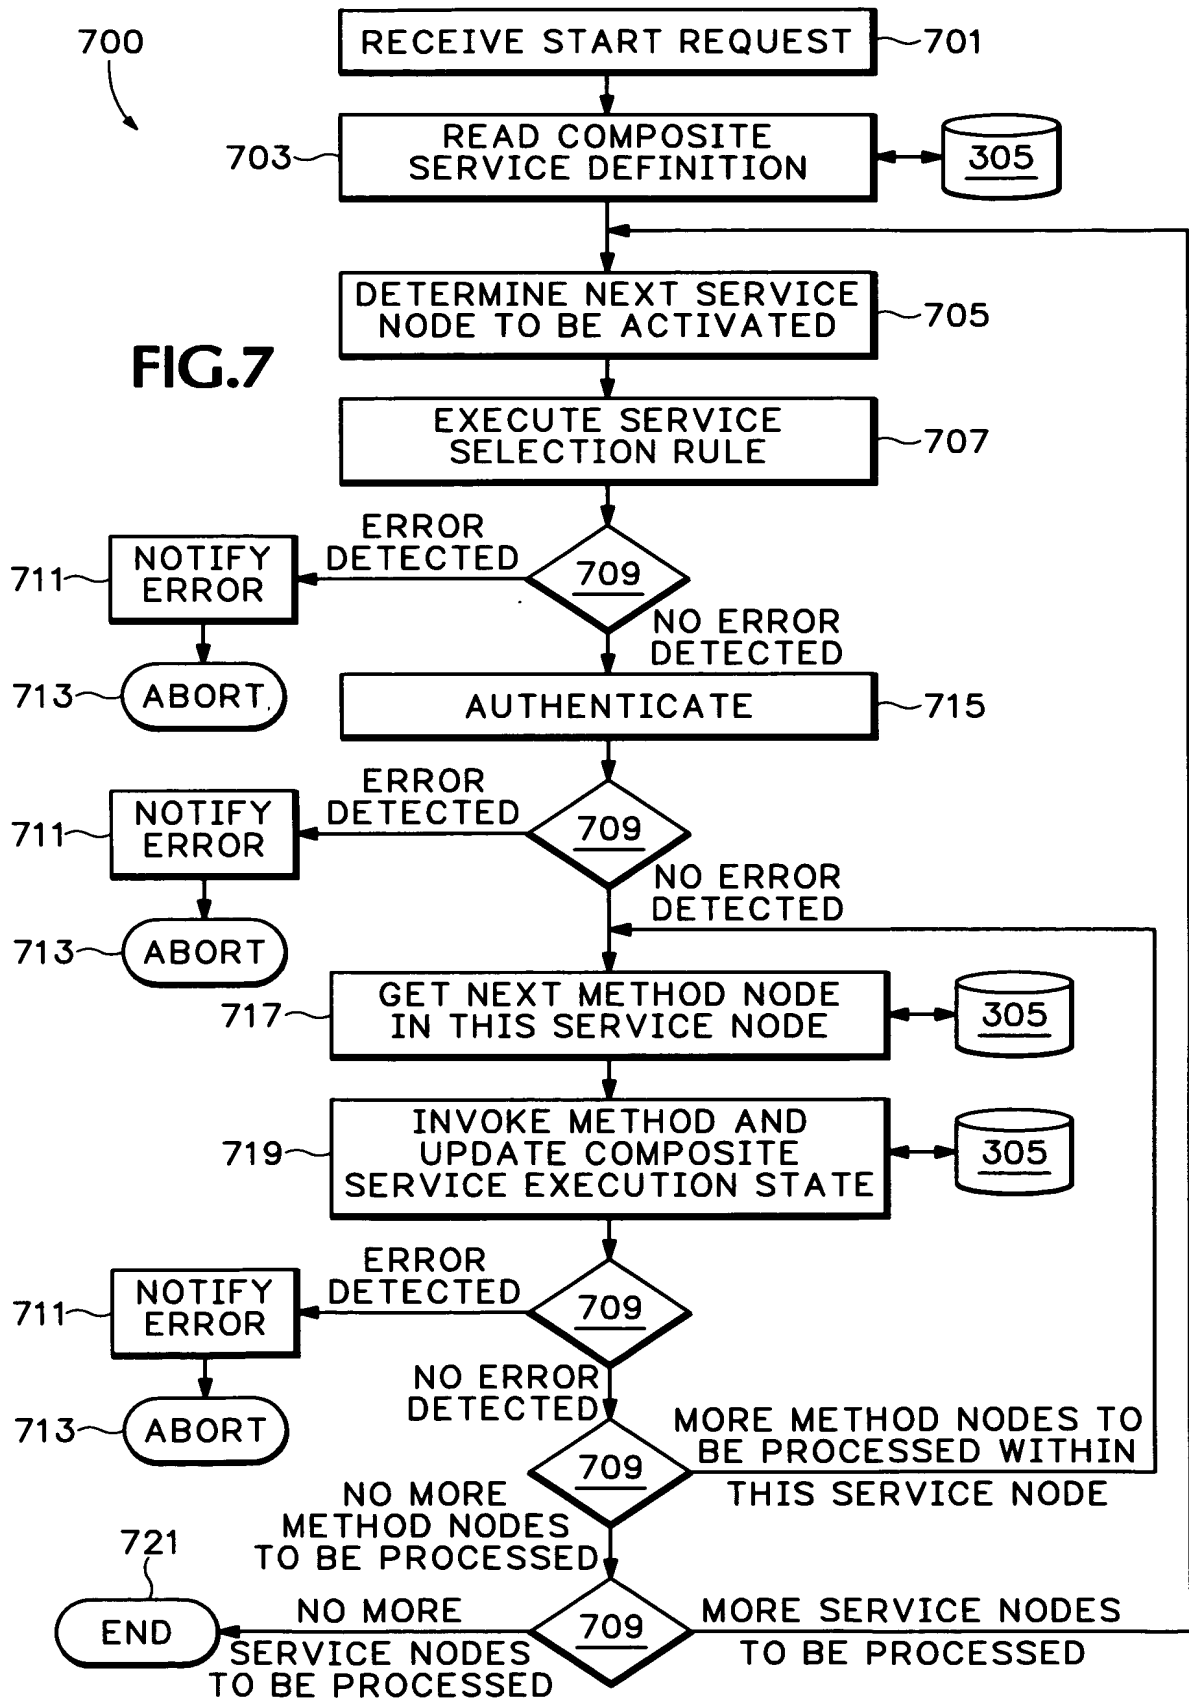 700
RECEIVE START REQUEST
701
703
READ COMPOSITE
SERVICE DEFINITION
305
DETERMINE NEXT SERVICE
NODE TO BE ACTIVATED
705
FIG.7
EXECUTE SERVICE
SELECTION RULE
707
ERROR
DETECTED
709
711
NOTIFY
ERROR
NO ERROR
DETECTED
713
ABORT
AUTHENTICATE
715
ERROR
DETECTED
709
711
NOTIFY
ERROR
NO ERROR
DETECTED
713
ABORT
717
GET NEXT METHOD NODE
IN THIS SERVICE NODE
305
719
INVOKE METHOD AND
UPDATE COMPOSITE
SERVICE EXECUTION STATE
305
ERROR
DETECTED
709
711
NOTIFY
ERROR
NO ERROR
DETECTED
713
ABORT
709
MORE METHOD NODES TO
BE PROCESSED WITHIN
THIS SERVICE NODE
NO MORE
METHOD NODES
TO BE PROCESSED
721
END
NO MORE
SERVICE NODES
TO BE PROCESSED
709
MORE SERVICE NODES
TO BE PROCESSED